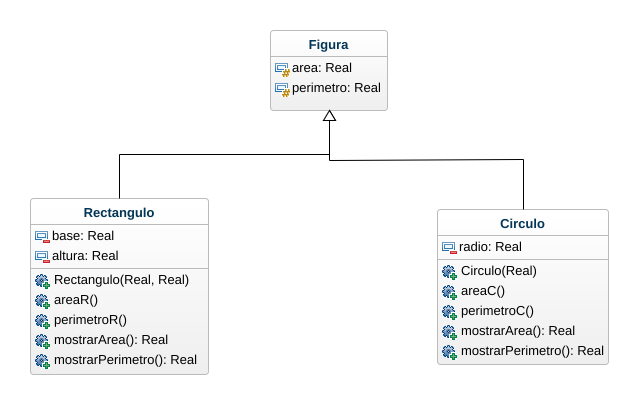 Figura
area: Real
perimetro: Real
Rectangulo
base: Real
altura: Real
Rectangulo(Real, Real)
areaR()
perimetroR()
mostrarArea(): Real
mostrarPerimetro(): Real
Circulo
radio: Real
Circulo(Real)
areaC()
perimetroC()
mostrarArea(): Real
mostrarPerimetro(): Real